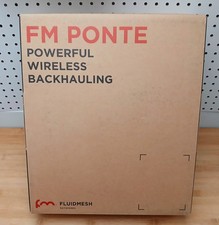 FM PONTE
POWERFUL
WIRELESS
BACKHAULING
FLUIDMESH